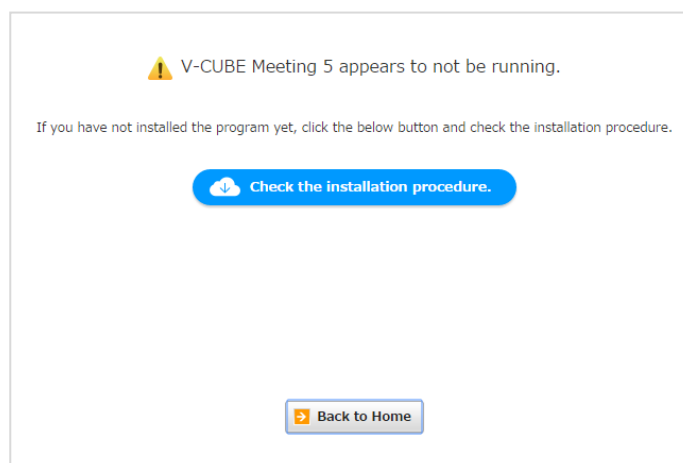 V-CUBE Meeting 5 appears to not be running.
If you have not installed the program yet, click the below button and check the installation procedure.
Check the installation procedure.
Back to Home